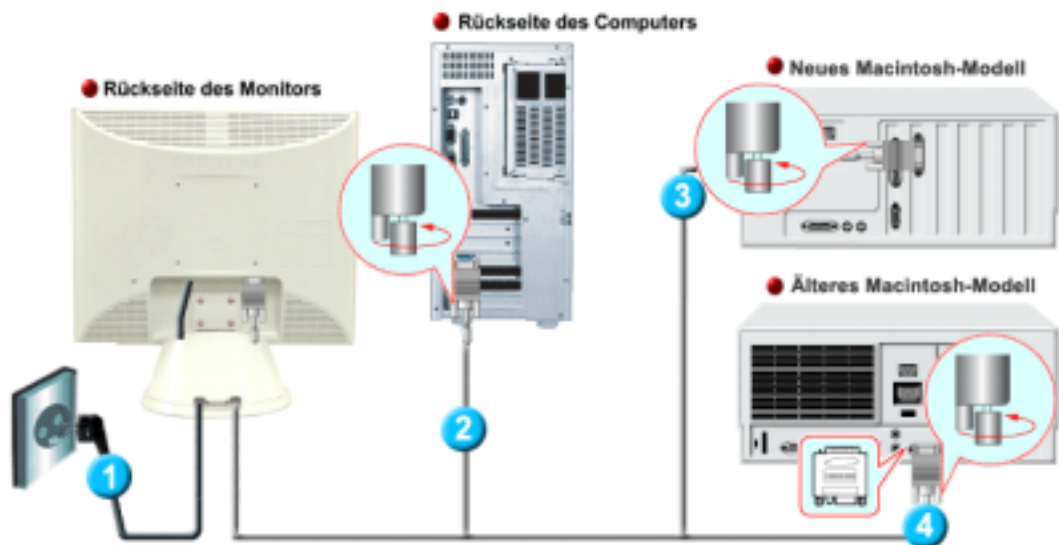 Rückseite des Computers
Neues Macintosh-Modell
Rückseite des Monitors
3
Älteres Macintosh-Modell
2
1
4